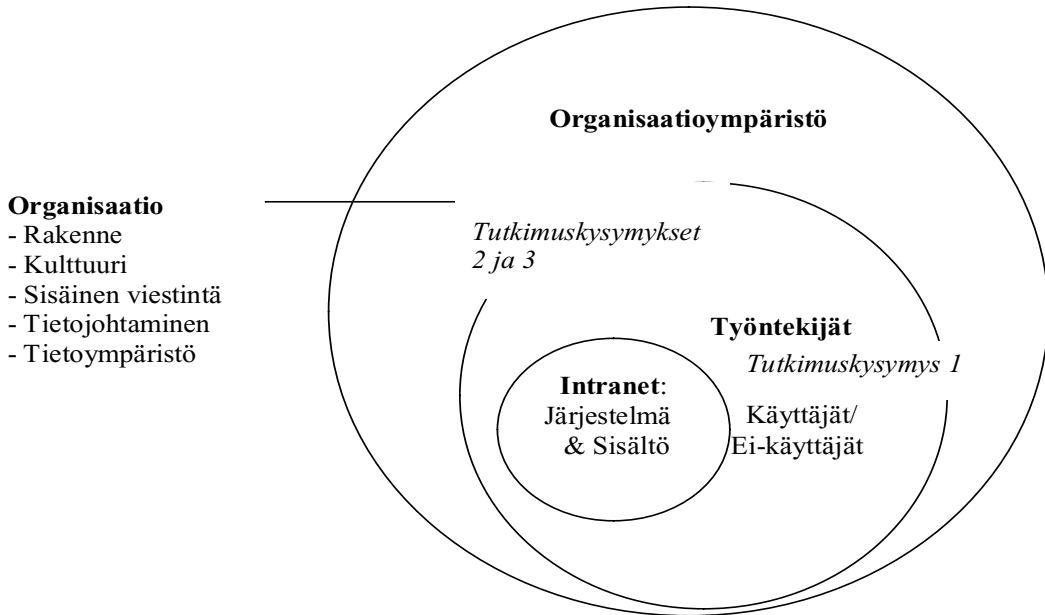 Organisaatioympäristö
Organisaatio
- Rakenne
- Kulttuuri
- Sisäinen viestintä
- Tietojohtaminen
- Tietoympäristö
Tutkimuskysymykset
2 ja 3
Työntekijät
Tutkimuskysymys 1
Intranet:
Järjestelmä
& Sisältö
Käyttäjät/
Ei-käyttäjät